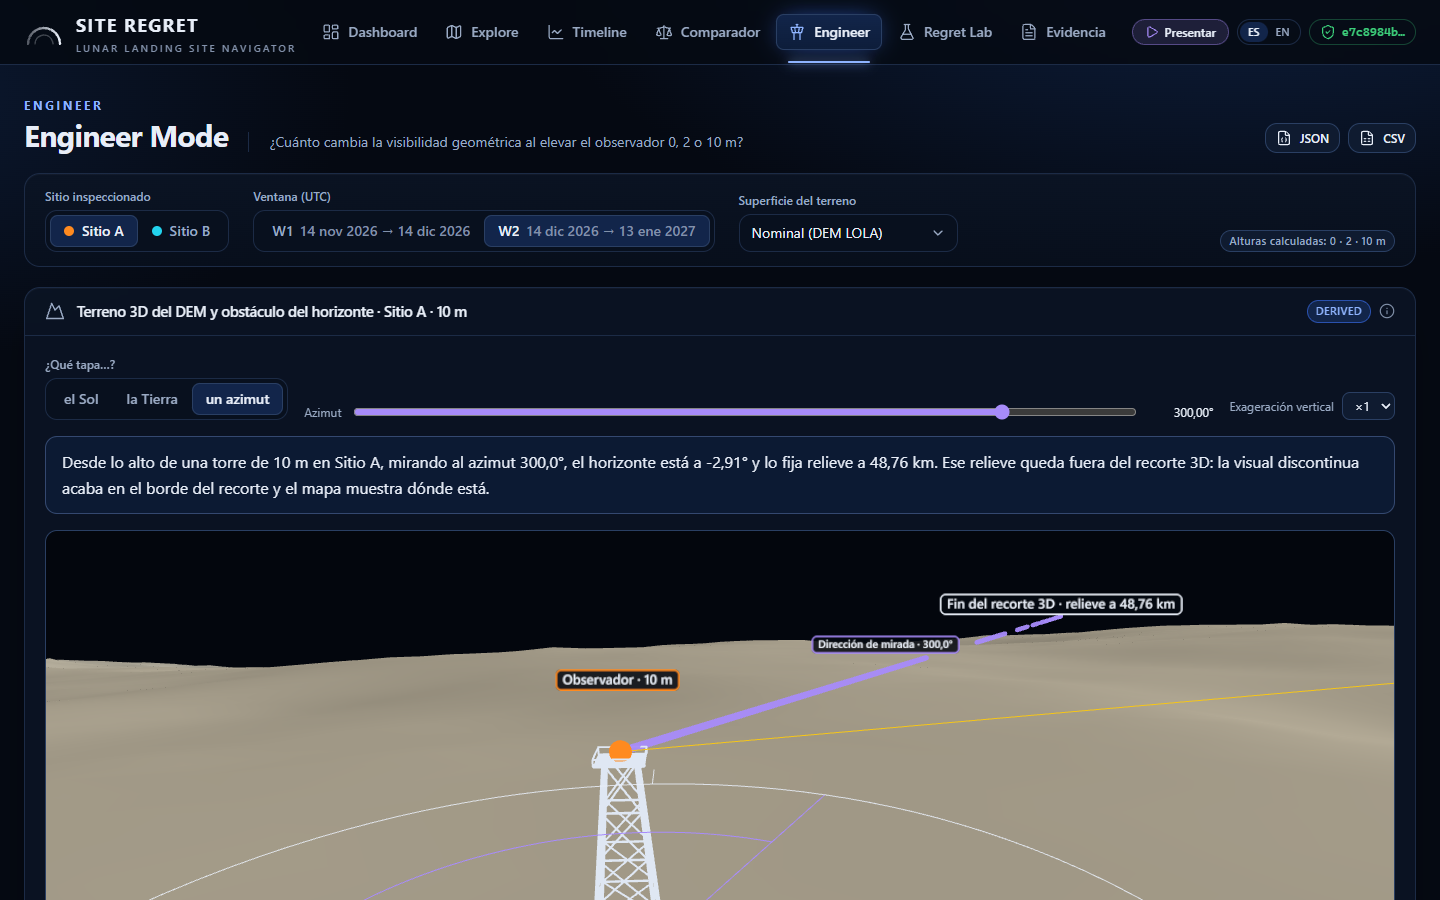 SITE REGRET
LUNAR LANDING SITE NAVIGATOR
Dashboard
Explore
Timeline
Comparador
Engineer
Regret Lab
Evidencia
Presentar
ES
EN
e7c8984b…
ENGINEER
Engineer Mode
¿Cuánto cambia la visibilidad geométrica al elevar el observador 0, 2 o 10 m?
JSON
CSV
Sitio inspeccionado
Sitio A
Sitio B
Ventana (UTC)
W1 14 nov 2026 → 14 dic 2026
W2 14 dic 2026 → 13 ene 2027
Superficie del terreno
Nominal (DEM LOLA)
Alturas calculadas: 0 · 2 · 10 m
Terreno 3D del DEM y obstáculo del horizonte · Sitio A · 10 m
DERIVED
¿Qué tapa...?
el Sol
la Tierra
un azimut
Azimut
300,00°
Exageración vertical
×1
Desde lo alto de una torre de 10 m en Sitio A, mirando al azimut 300,0°, el horizonte está a -2,91° y lo fija relieve a 48,76 km. Ese relieve queda fuera del recorte 3D: la visual discontinua
acaba en el borde del recorte y el mapa muestra dónde está.
Fin del recorte 3D · relieve a 48,76 km
Dirección de mirada · 300,0°
Observador · 10 m